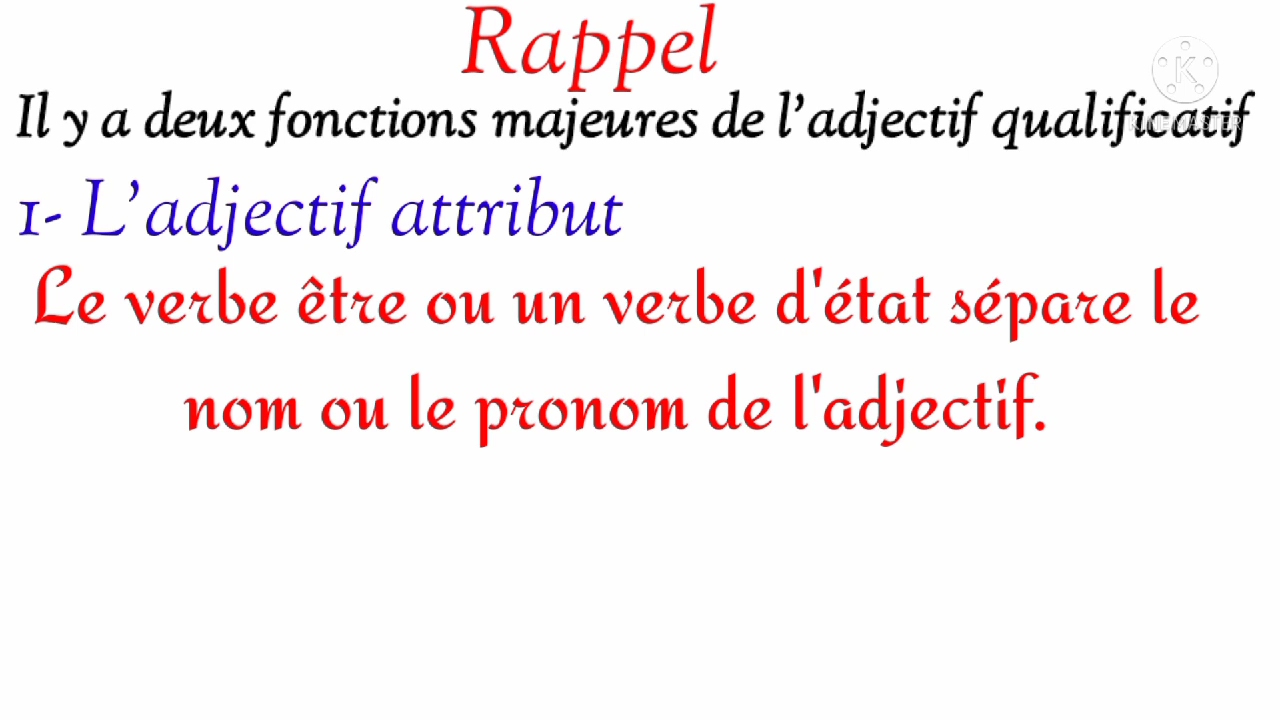 Rappel
Il y a deux fonctions majeures de l’adjectif qualificatif
KINEMASTER
1- L’adjectif attribut
Le verbe être ou un verbe d'état sépare le
nom ou le pronom de l'adjectif.